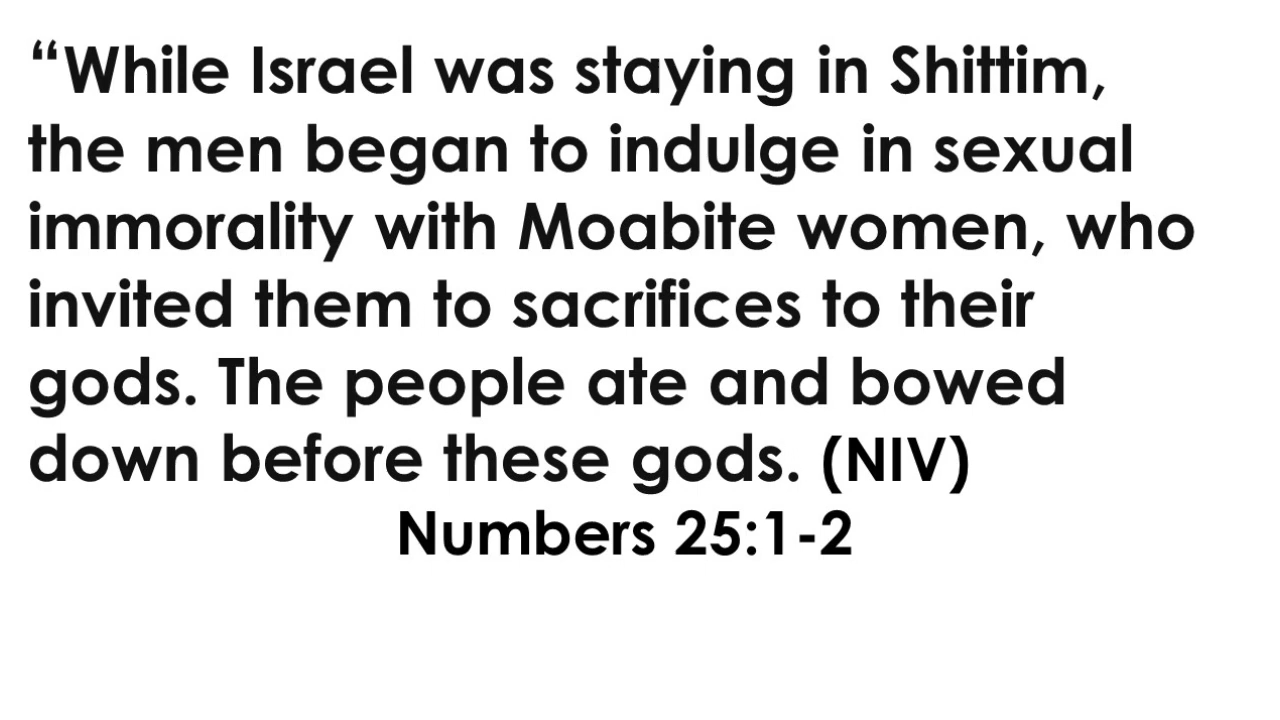 “While Israel was staying in Shittim,
the men began to indulge in sexual
immorality with Moabite women, who
invited them to sacrifices to their
gods. The people ate and bowed
down before these gods. (NIV)
Numbers 25:1-2